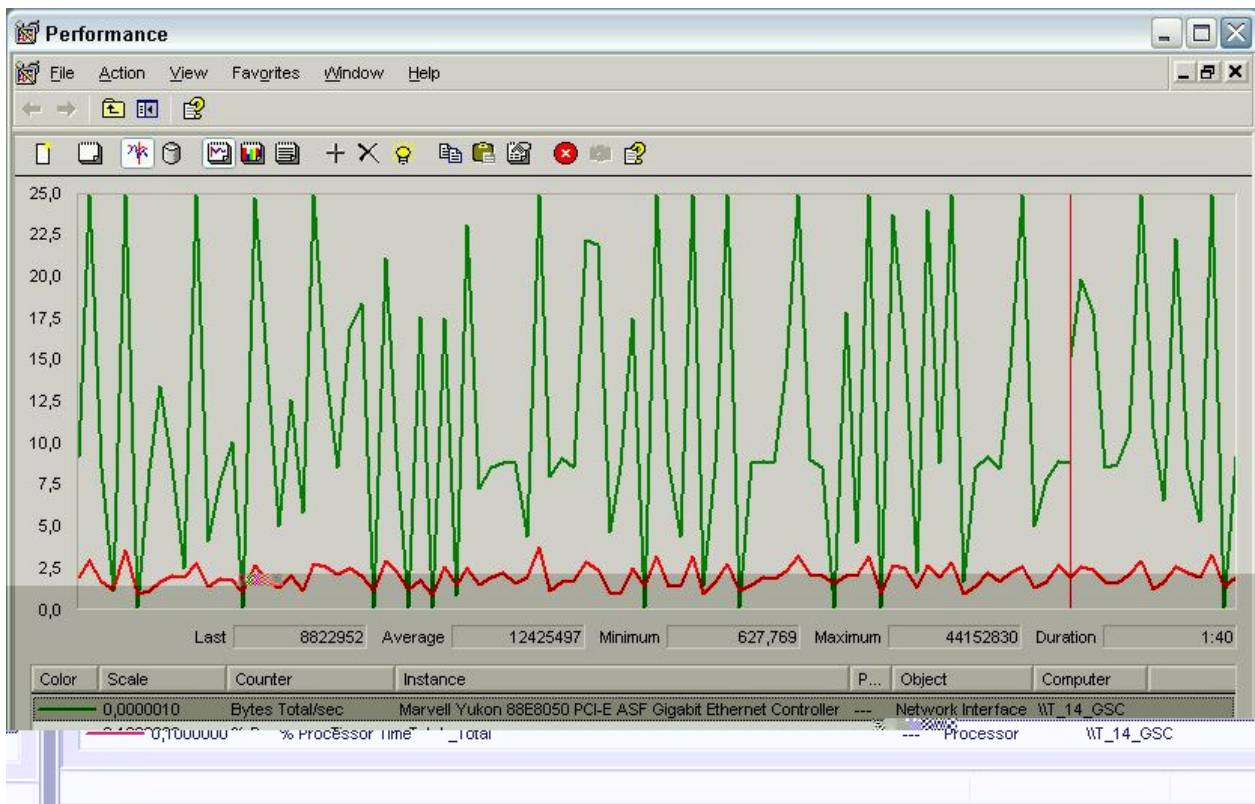 Performance
File Action View Favorites Window Help
25,0
22,5
20,0
17,5
15,0
12,5
10,0
7,5
5,0
2,5
0,0
Last 8822952 Average 12425497 Minimum 627,769 Maximum 44152830 Duration 1:40
Color Scale Counter Instance P... Object Computer
0,0000010 Bytes Total/sec Marvell Yukon 88E8050 PCI-E ASF Gigabit Ethernet Controller --- Network Interface \\T_14_GSC
% Processor Time _Total --- Processor \\T_14_GSC